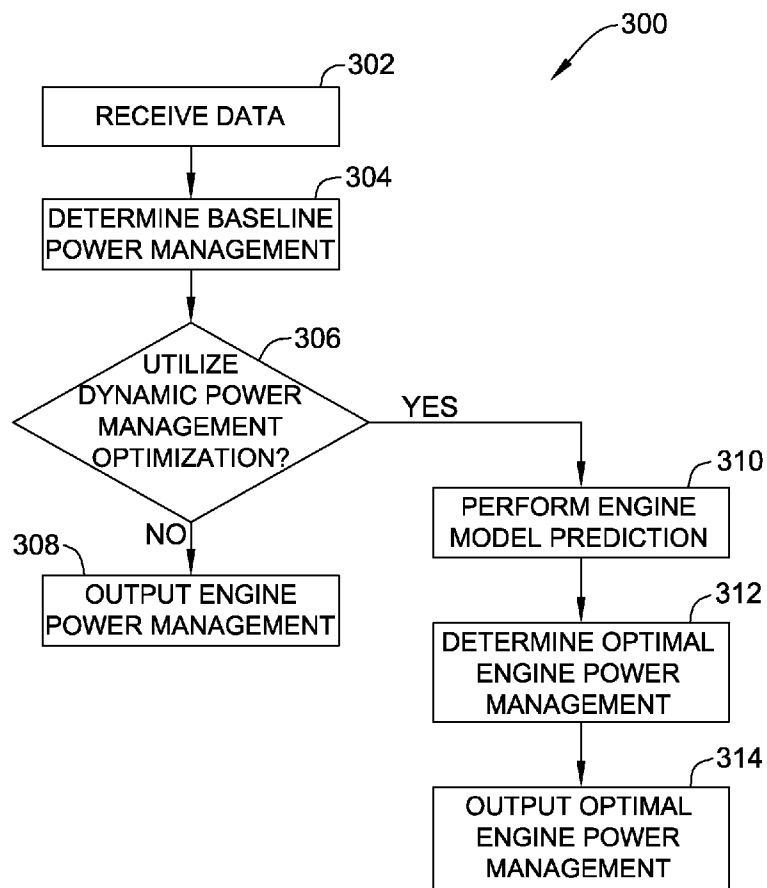 300
302
RECEIVE DATA
304
DETERMINE BASELINE
POWER MANAGEMENT
306
UTILIZE
DYNAMIC POWER
MANAGEMENT
OPTIMIZATION?
YES
NO
308
OUTPUT ENGINE
POWER MANAGEMENT
310
PERFORM ENGINE
MODEL PREDICTION
312
DETERMINE OPTIMAL
ENGINE POWER
MANAGEMENT
314
OUTPUT OPTIMAL
ENGINE POWER
MANAGEMENT